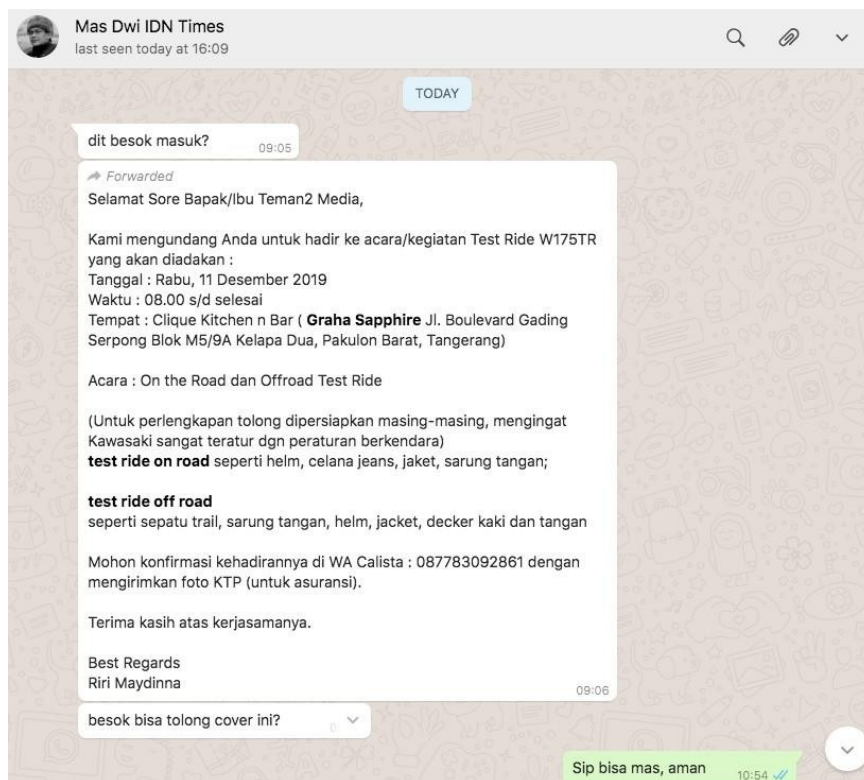 Mas Dwi IDN Times
last seen today at 16:09
TODAY
dit besok masuk?
09:05
Forwarded
Selamat Sore Bapak/Ibu Teman2 Media,
Kami mengundang Anda untuk hadir ke acara/kegiatan Test Ride W175TR
yang akan diadakan :
Tanggal : Rabu, 11 Desember 2019
Waktu : 08.00 s/d selesai
Tempat : Clique Kitchen n Bar ( Graha Sapphire Jl. Boulevard Gading
Serpong Blok M5/9A Kelapa Dua, Pakulon Barat, Tangerang)
Acara : On the Road dan Offroad Test Ride
(Untuk perlengkapan tolong dipersiapkan masing-masing, mengingat
Kawasaki sangat teratur dgn peraturan berkendara)
test ride on road seperti helm, celana jeans, jaket, sarung tangan;
test ride off road
seperti sepatu trail, sarung tangan, helm, jacket, decker kaki dan tangan
Mohon konfirmasi kehadirannya di WA Calista : 087783092861 dengan
mengirimkan foto KTP (untuk asuransi).
Terima kasih atas kerjasamanya.
Best Regards
Riri Maydinna
09:06
besok bisa tolong cover ini?
Sip bisa mas, aman
10:54